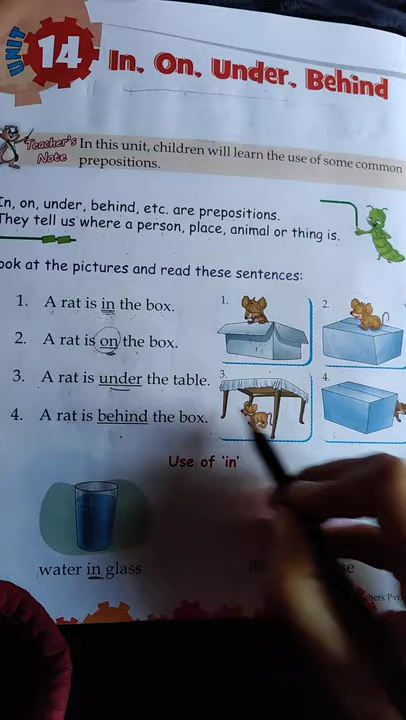 UNIT 14 In, On, Under, Behind
Teacher's Note
In this unit, children will learn the use of some common
prepositions.
In, on, under, behind, etc. are prepositions.
They tell us where a person, place, animal or thing is.
ook at the pictures and read these sentences:
1. A rat is in the box.
2. A rat is on the box.
3. A rat is under the table.
4. A rat is behind the box.
1.
2.
3.
4.
Use of 'in'
water in glass